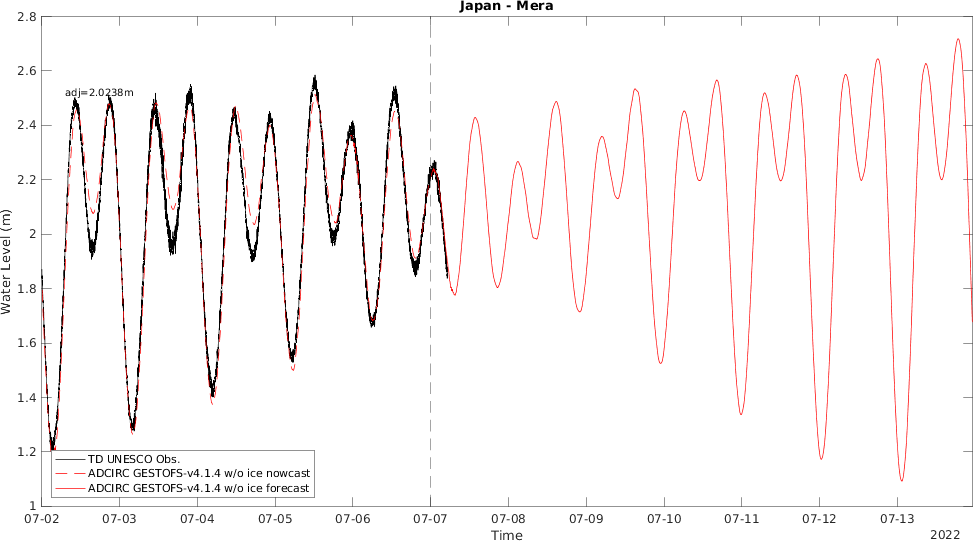 Japan - Mera
2.8
2.6
2.4
2.2
2
1.8
1.6
1.4
1.2
1
Water Level (m)
adj=2.0238m
TD UNESCO Obs.
ADCIRC GESTOFS-v4.1.4 w/o ice nowcast
ADCIRC GESTOFS-v4.1.4 w/o ice forecast
07-02 07-03 07-04 07-05 07-06 07-07 07-08 07-09 07-10 07-11 07-12 07-13
Time
2022